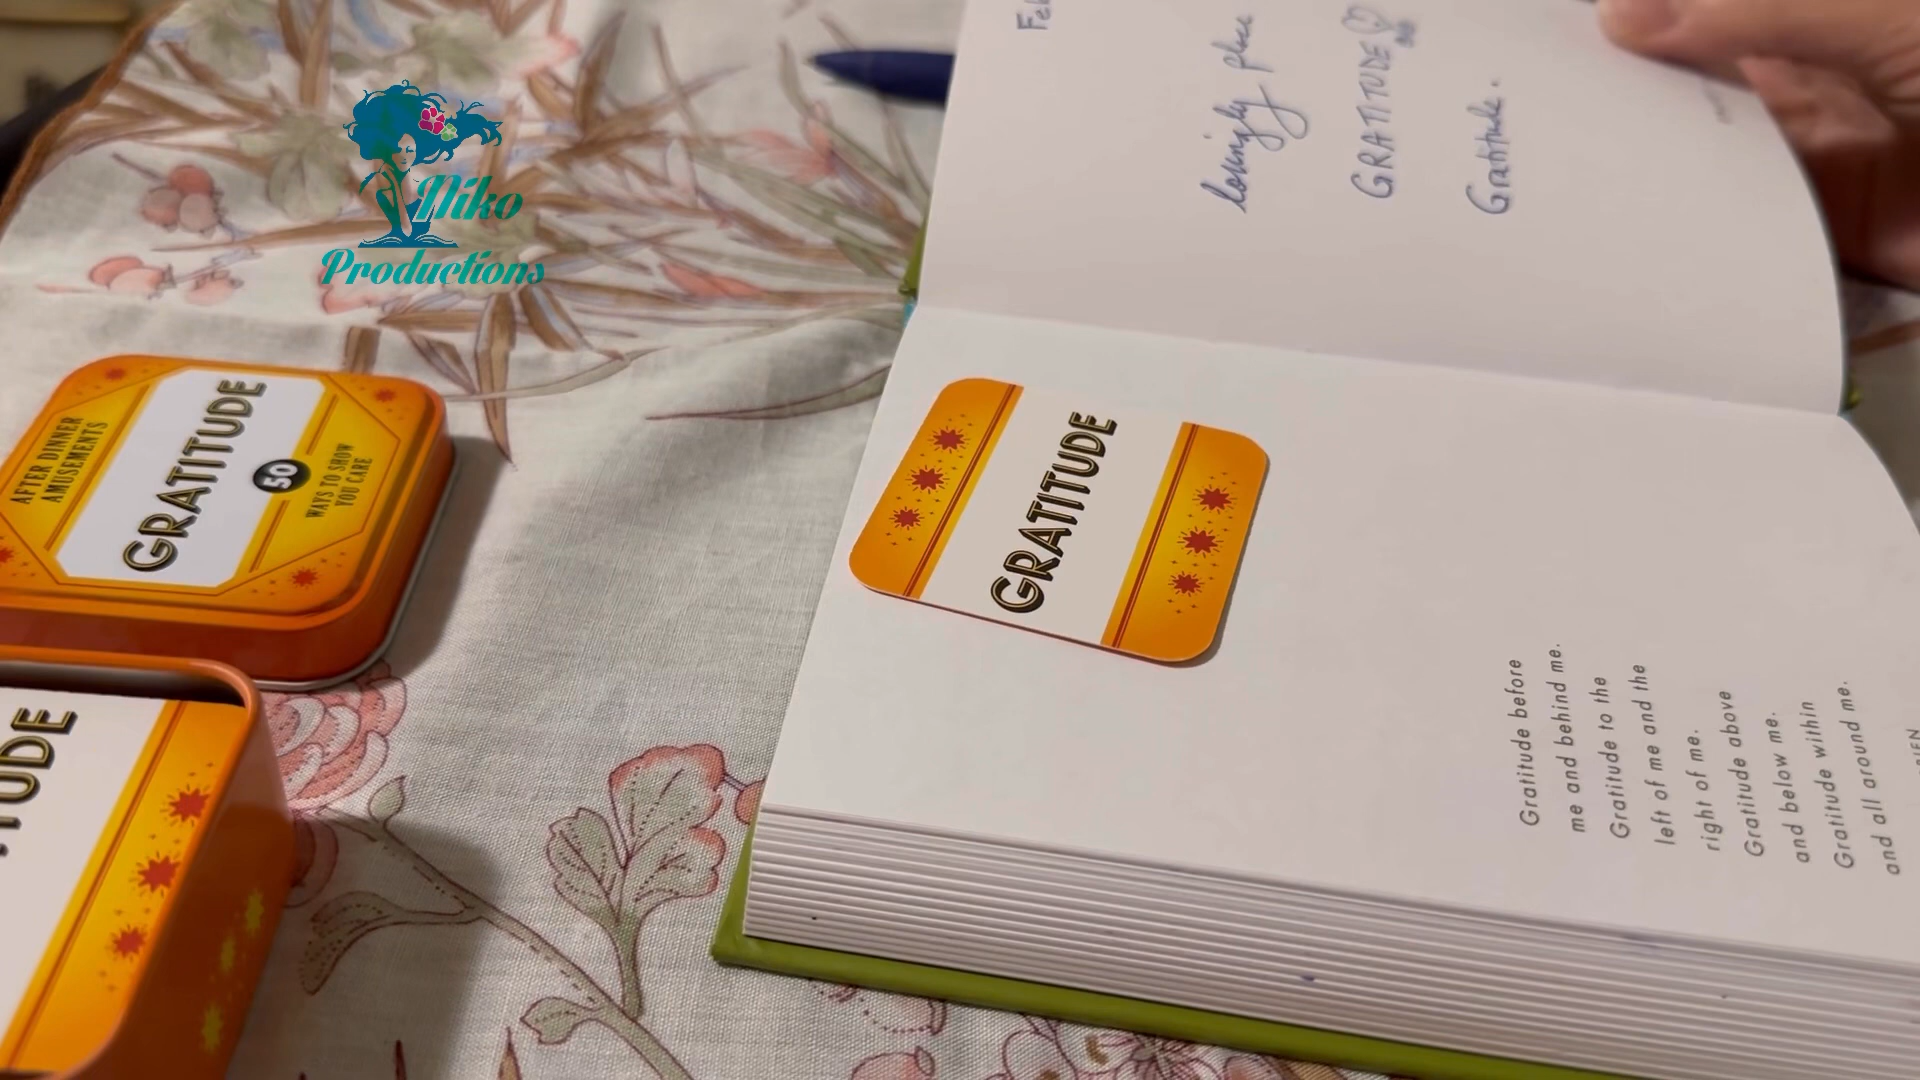 Niko
Productions
AFTER DINNER
AMUSEMENTS
GRATITUDE
50
WAYS TO SHOW
YOU CARE
GRATITUDE
lovingly place
GRATITUDE
Gratitude.
Gratitude before
me and behind me.
Gratitude to the
left of me and the
right of me.
Gratitude above
and below me.
Gratitude within
and all around me.